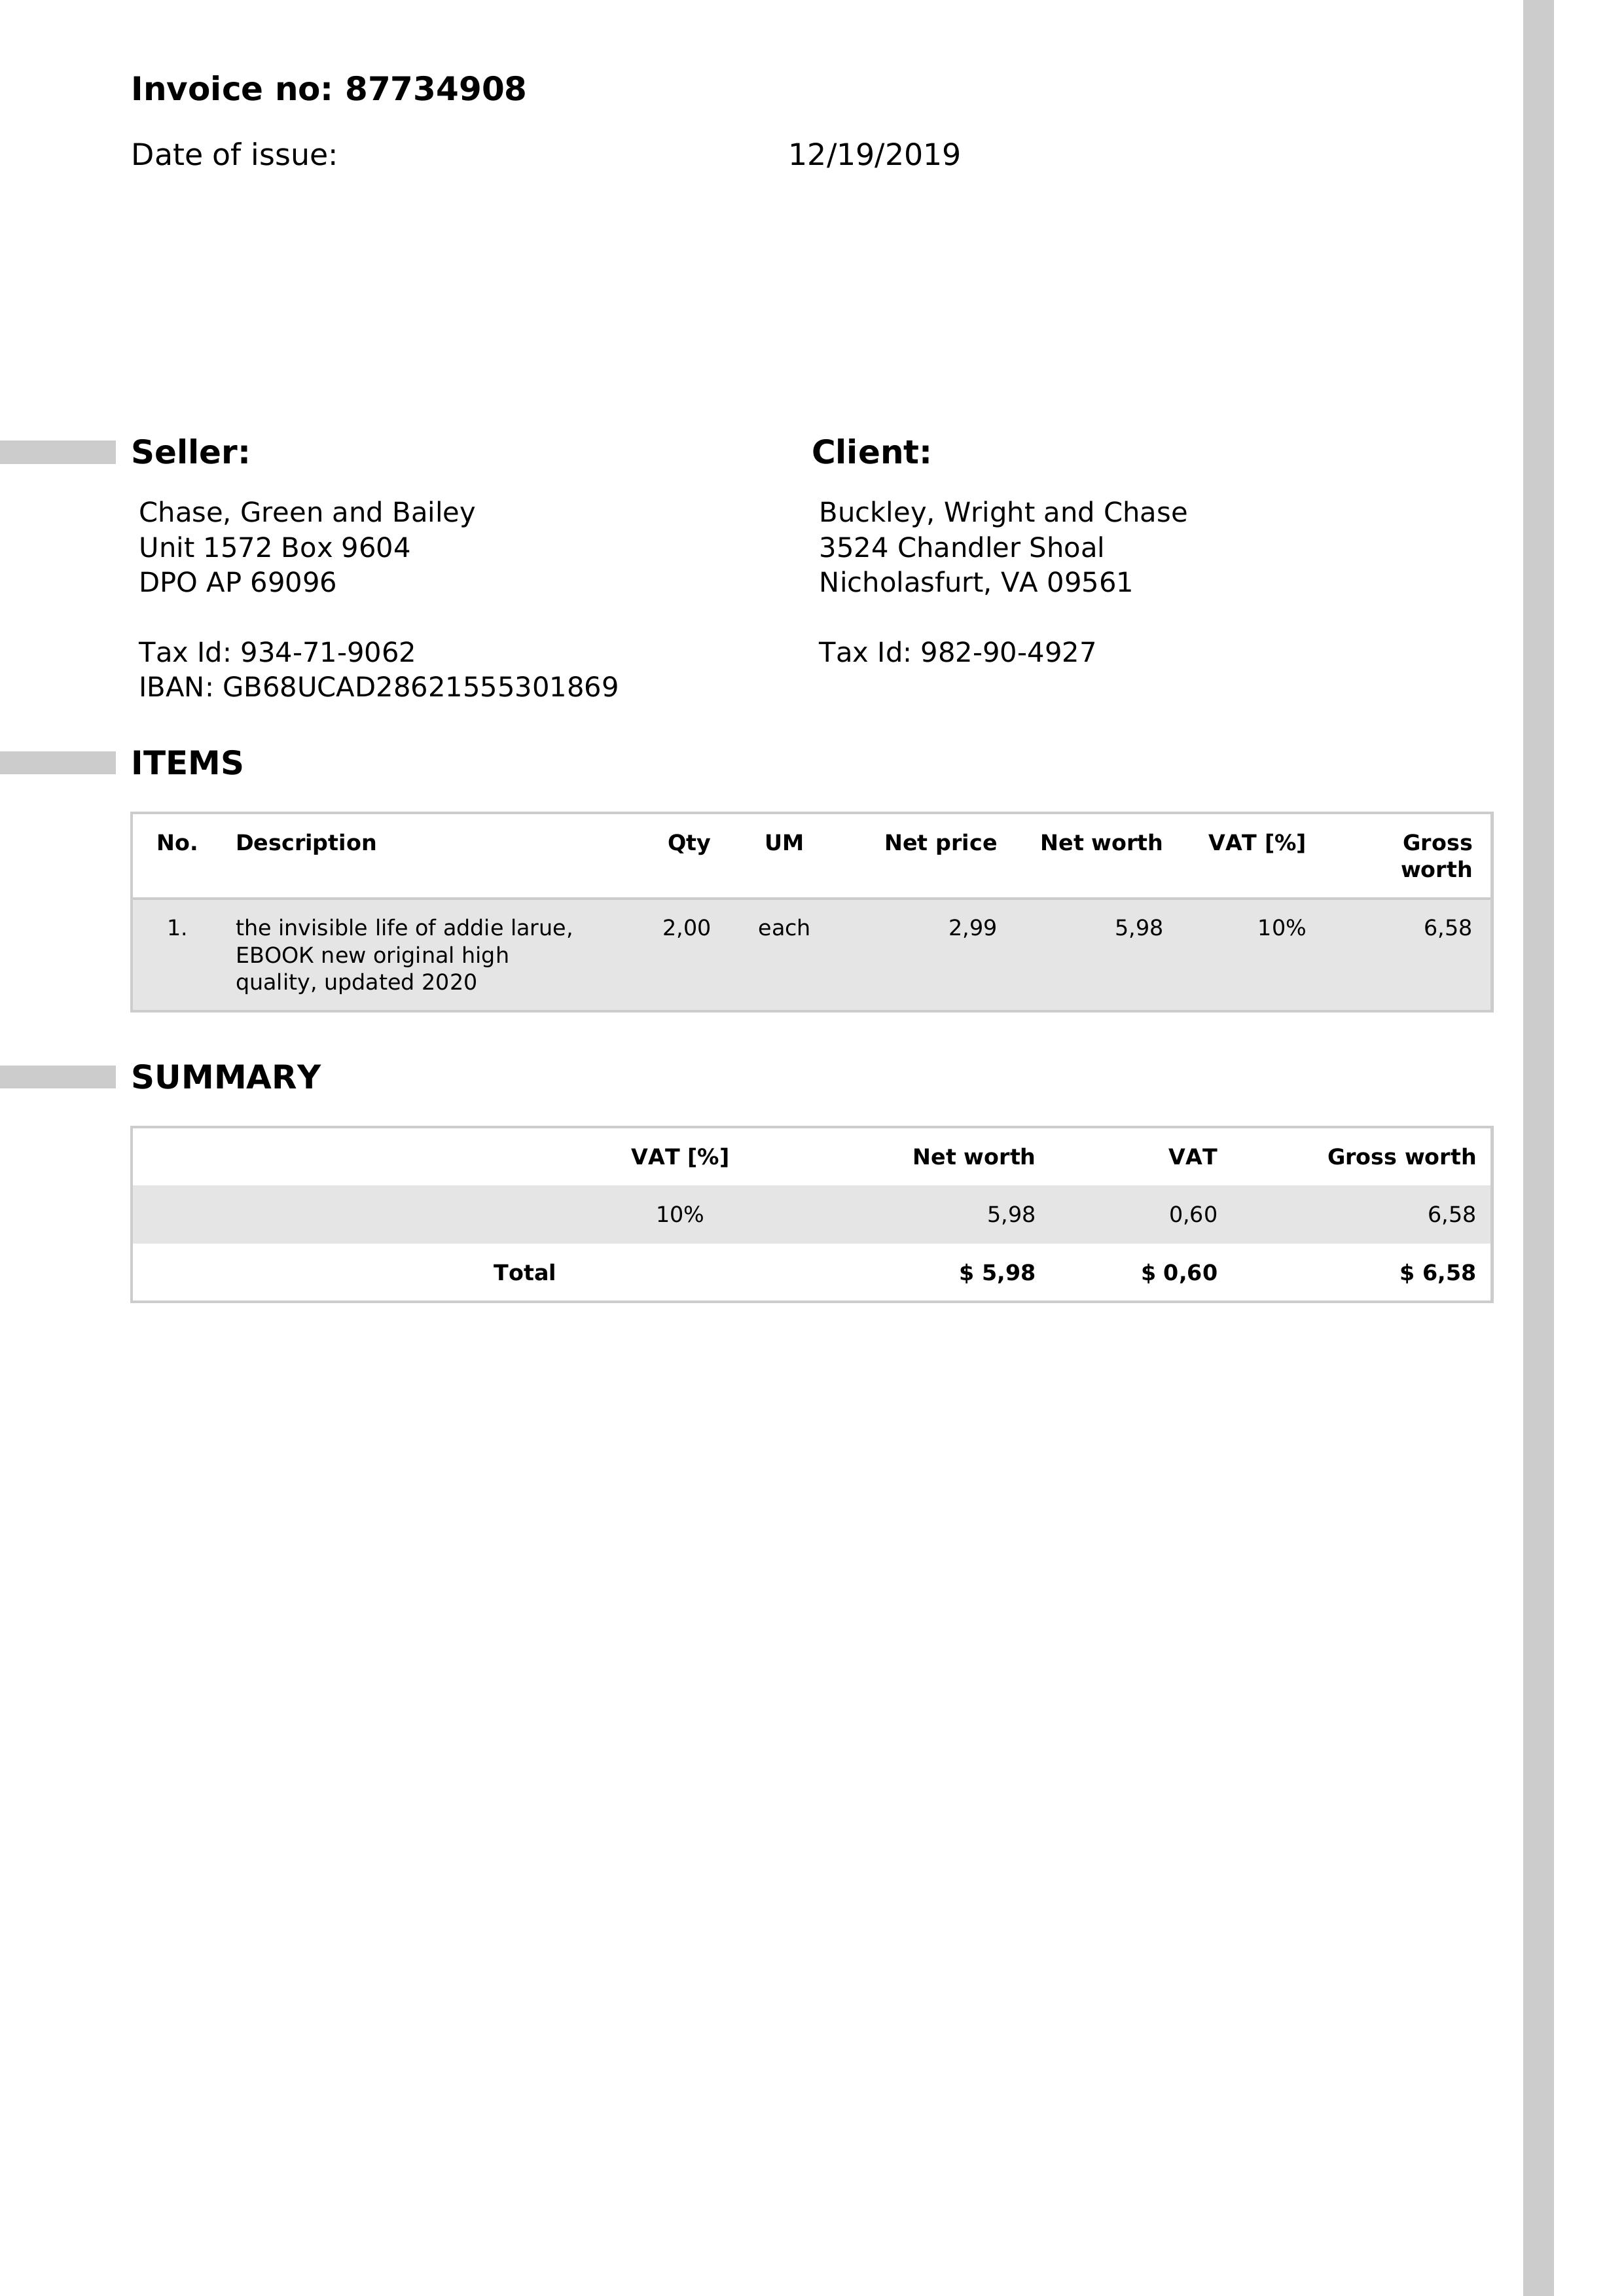 Invoice no: 87734908
Date of issue: 12/19/2019
Seller:
Chase, Green and Bailey
Unit 1572 Box 9604
DPO AP 69096
Tax Id: 934-71-9062
IBAN: GB68UCAD28621555301869
Client:
Buckley, Wright and Chase
3524 Chandler Shoal
Nicholasfurt, VA 09561
Tax Id: 982-90-4927
ITEMS
No. Description Qty UM Net price Net worth VAT [%] Gross
worth
1. the invisible life of addie larue, 2,00 each 2,99 5,98 10% 6,58
EBOOK new original high
quality, updated 2020
SUMMARY
VAT [%] Net worth VAT Gross worth
10% 5,98 0,60 6,58
Total $ 5,98 $ 0,60 $ 6,58